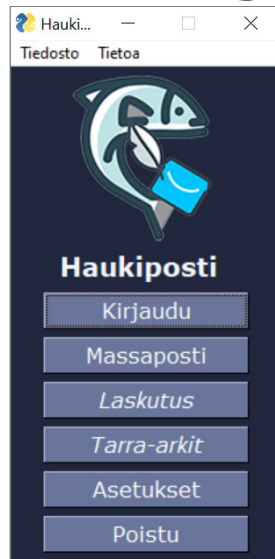 Hauki...
Tiedosto Tietoa
Haukiposti
Kirjaudu
Massaposti
Laskutus
Tarra-arkit
Asetukset
Poistu